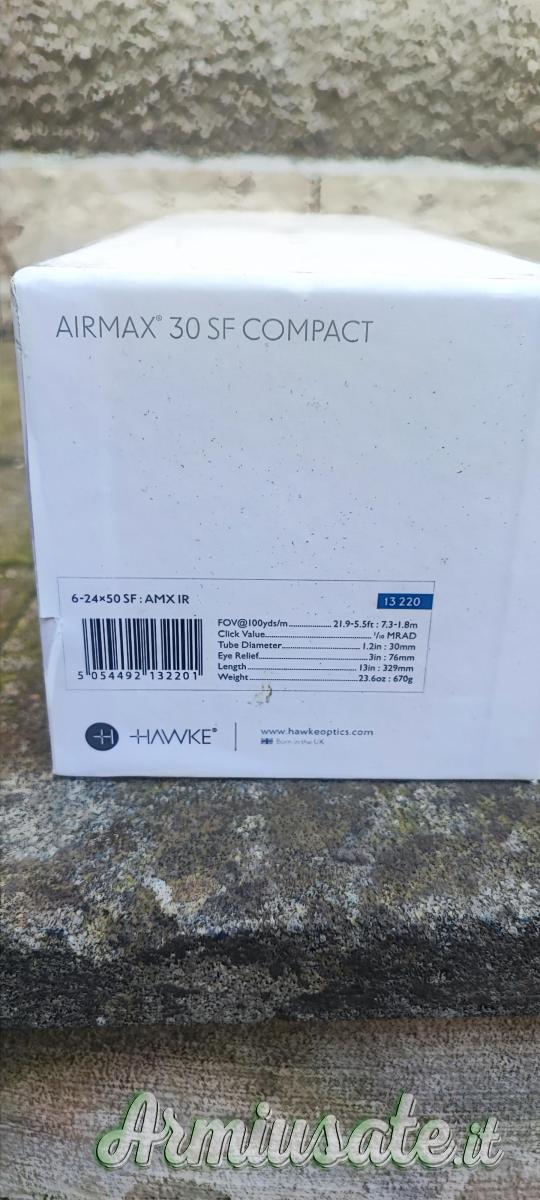 AIRMAX® 30 SF COMPACT
6-24×50 SF : AMX IR
13 220
FOV@100yds/m.................... 21.9-5.5ft : 7.3-1.8m
Click Value.................... ¹/₁₀ MRAD
Tube Diameter.................... 1.2in : 30mm
Eye Relief.................... 3in : 76mm
Length.................... 13in : 329mm
Weight.................... 23.6oz : 670g
5 054492 132201
HAWKE®
www.hawkeoptics.com
Born in the UK
Armiusate.it